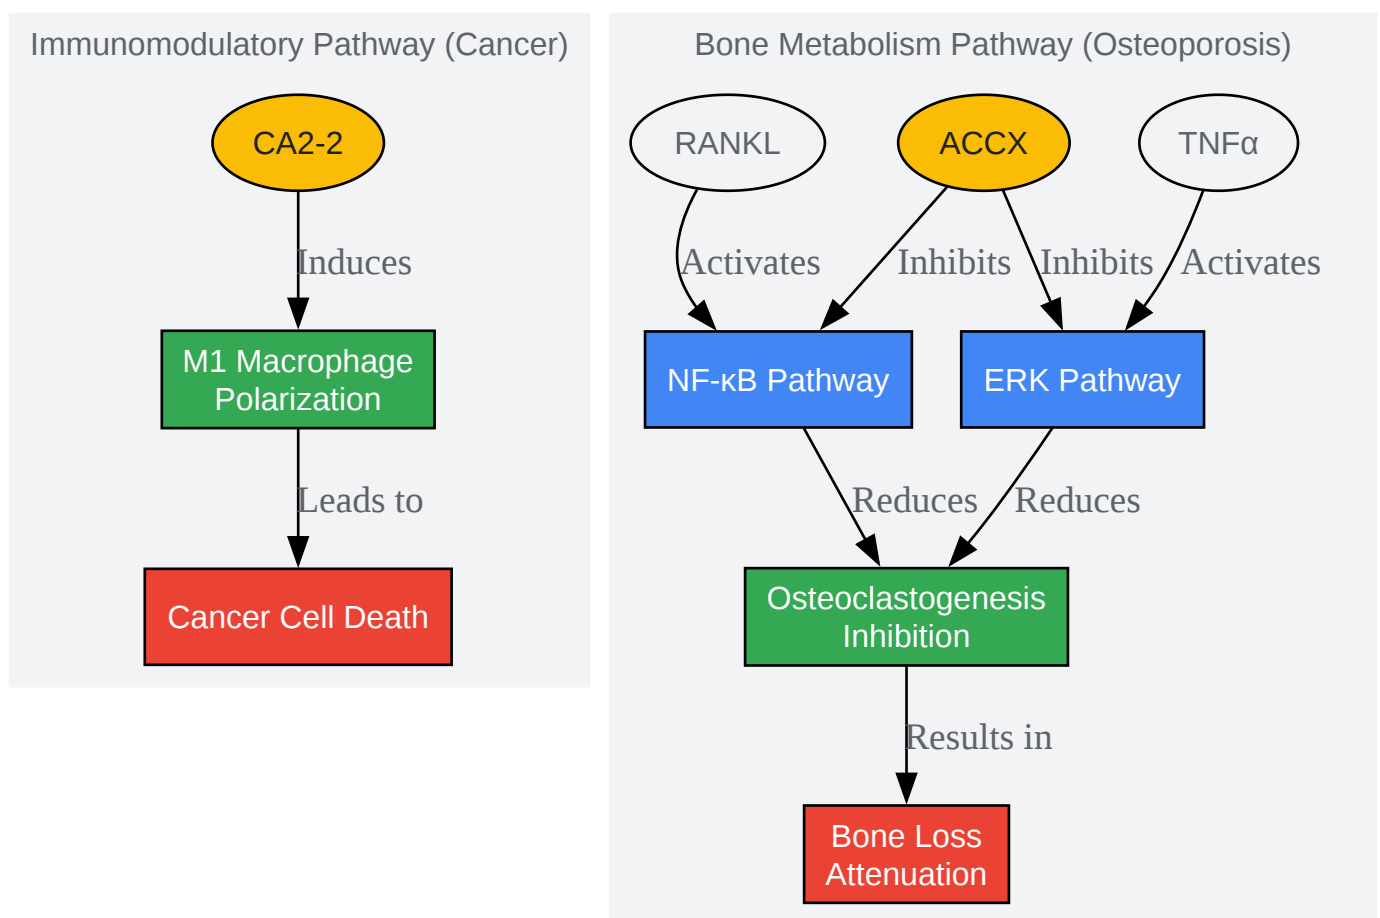 Immunomodulatory Pathway (Cancer)
CA2-2
Induces
M1 Macrophage
Polarization
Leads to
Cancer Cell Death
Bone Metabolism Pathway (Osteoporosis)
RANKL
ACCX
TNFα
Activates
Inhibits
Inhibits
Activates
NF-κB Pathway
ERK Pathway
Reduces
Reduces
Osteoclastogenesis
Inhibition
Results in
Bone Loss
Attenuation